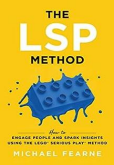 THE
LSP
METHOD
How to
ENGAGE PEOPLE AND SPARK INSIGHTS
USING THE LEGO® SERIOUS PLAY® METHOD
MICHAEL FEARNE